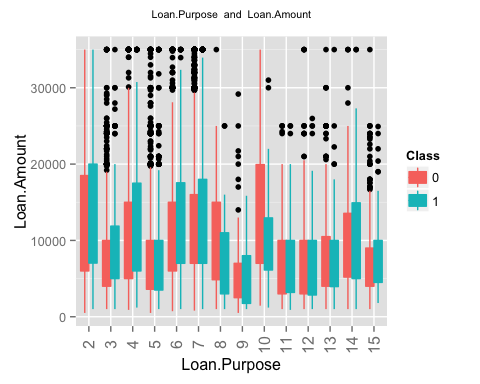 Loan.Purpose and Loan.Amount
Loan.Amount
30000
20000
10000
0
2 3 4 5 6 7 8 9 10 11 12 13 14 15
Loan.Purpose
Class
0
1